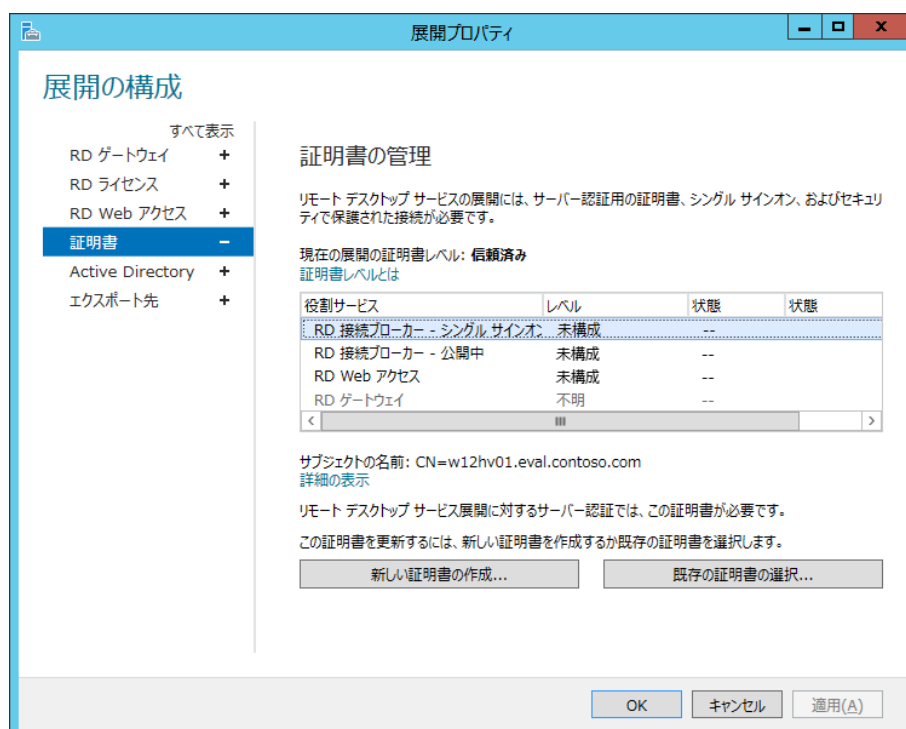 展開プロパティ
展開の構成
すべて表示
RD ゲートウェイ +
RD ライセンス +
RD Web アクセス +
証明書 −
Active Directory +
エクスポート先 +
証明書の管理
リモート デスクトップ サービスの展開には、サーバー認証用の証明書、シングル サインオン、およびセキュリ
ティで保護された接続が必要です。
現在の展開の証明書レベル: 信頼済み
証明書レベルとは
役割サービス レベル 状態 状態
RD 接続ブローカー - シングル サインオン 未構成 --
RD 接続ブローカー - 公開中 未構成 --
RD Web アクセス 未構成 --
RD ゲートウェイ 不明 --
サブジェクトの名前: CN=w12hv01.eval.contoso.com
詳細の表示
リモート デスクトップ サービス展開に対するサーバー認証では、この証明書が必要です。
この証明書を更新するには、新しい証明書を作成するか既存の証明書を選択します。
新しい証明書の作成... 既存の証明書の選択...
OK キャンセル 適用(A)